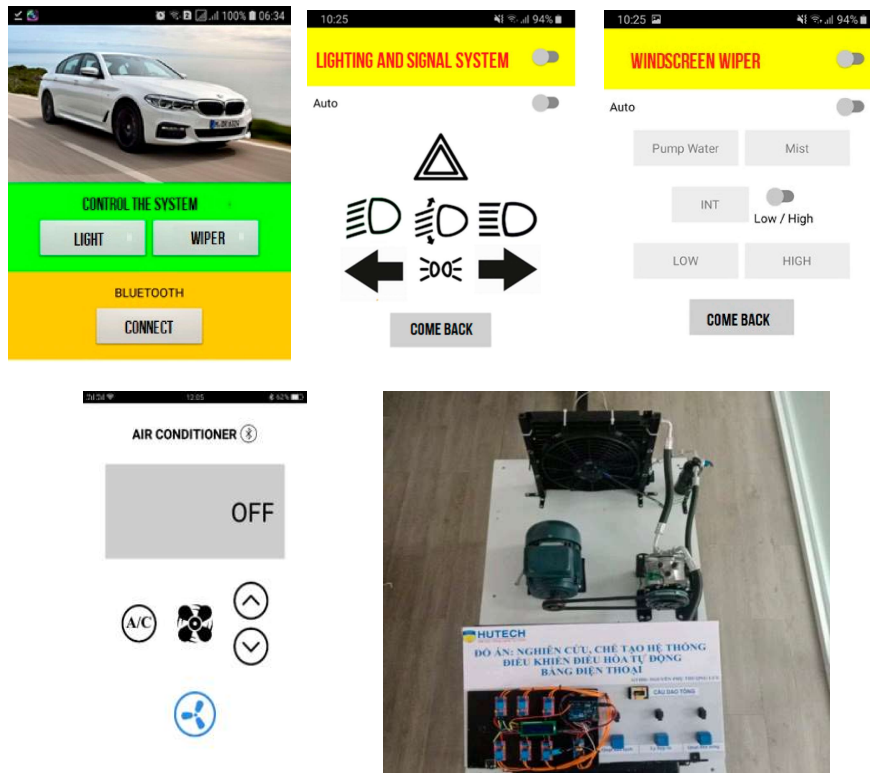 100% 06:34
CONTROL THE SYSTEM
LIGHT
WIPER
BLUETOOTH
CONNECT
10:25
94%
LIGHTING AND SIGNAL SYSTEM
Auto
COME BACK
10:25
94%
WINDSCREEN WIPER
Auto
Pump Water
Mist
INT
Low / High
LOW
HIGH
COME BACK
12:05
62%
AIR CONDITIONER
OFF
A/C
HUTECH
ĐỒ ÁN: NGHIÊN CỨU, CHẾ TẠO HỆ THỐNG
ĐIỀU KHIỂN ĐIỀU HÒA TỰ ĐỘNG
BẰNG ĐIỆN THOẠI
CẦU DAO TỔNG